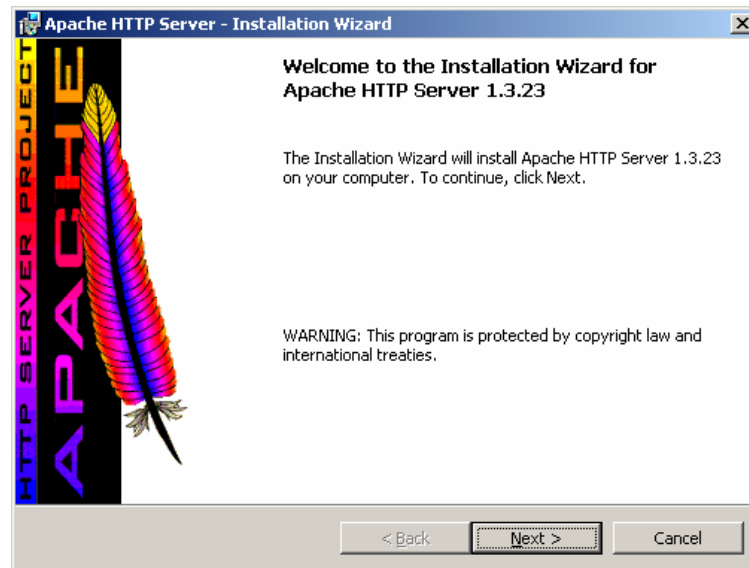 Apache HTTP Server - Installation Wizard
HTTP SERVER PROJECT
APACHE
Welcome to the Installation Wizard for
Apache HTTP Server 1.3.23
The Installation Wizard will install Apache HTTP Server 1.3.23
on your computer. To continue, click Next.
WARNING: This program is protected by copyright law and
international treaties.
< Back
Next >
Cancel